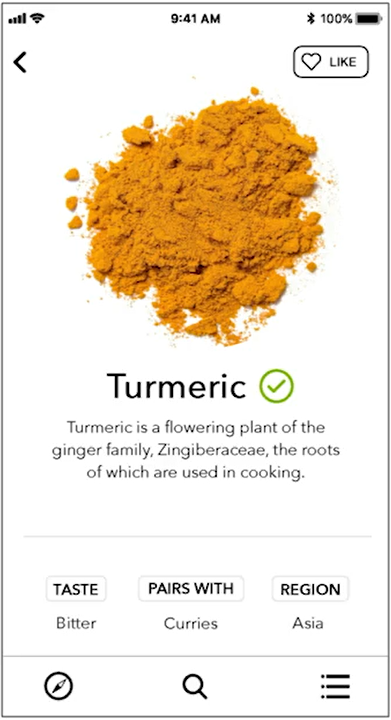 9:41 AM
100%
LIKE
Turmeric
Turmeric is a flowering plant of the
ginger family, Zingiberaceae, the roots
of which are used in cooking.
TASTE
PAIRS WITH
REGION
Bitter
Curries
Asia